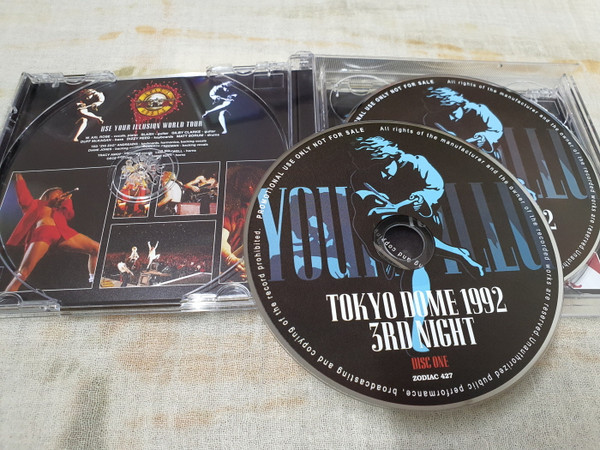 USE YOUR ILLUSION WORLD TOUR
W. AXL ROSE - vocals, piano SLASH - guitar GILBY CLARKE - guitar
DUFF McKAGAN - bass DIZZY REED - keyboards MATT SORUM - drums
PROMOTIONAL USE ONLY NOT FOR SALE
All rights of the manufacturer and the owner of the recorded works are reserved
PROMOTIONAL USE ONLY NOT FOR SALE
All rights of the manufacturer and the owner of the recorded works are reserved Unauthorized public performance, broadcasting and copying of the record prohibited.
YOUR ILLU
TOKYO DOME 1992
3RD NIGHT
DISC ONE
ZODIAC 427